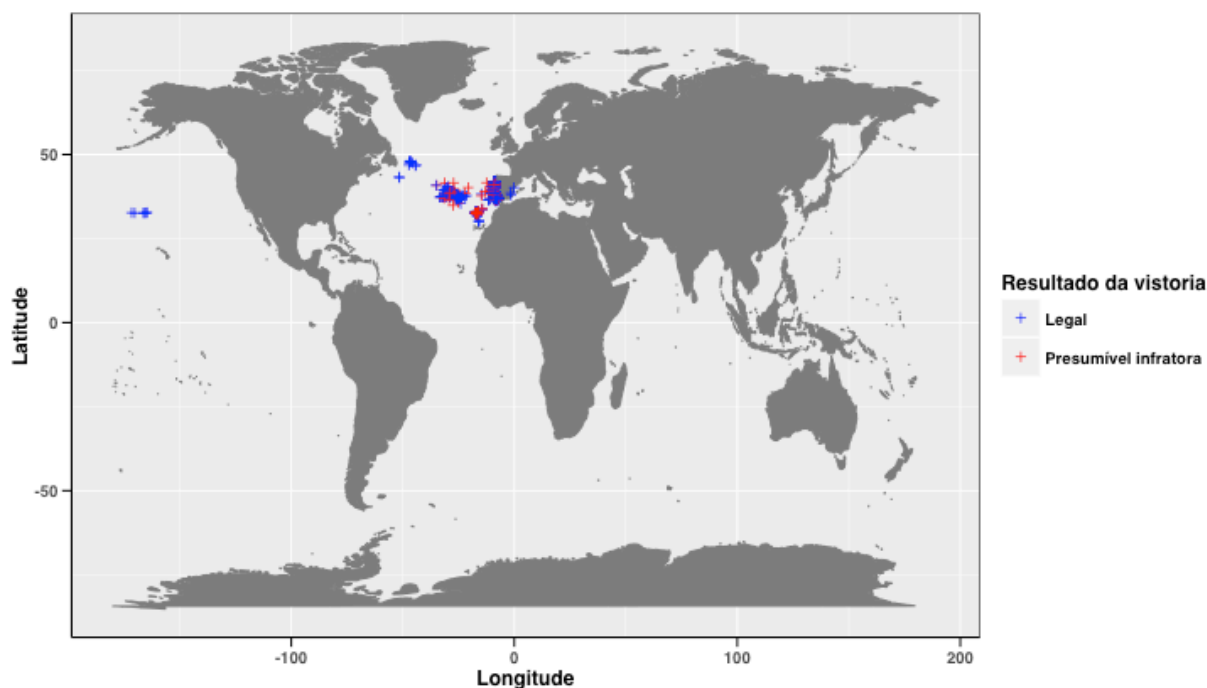 50
0
-50
Latitude
-100
0
100
200
Longitude
Resultado da vistoria
Legal
Presumível infratora